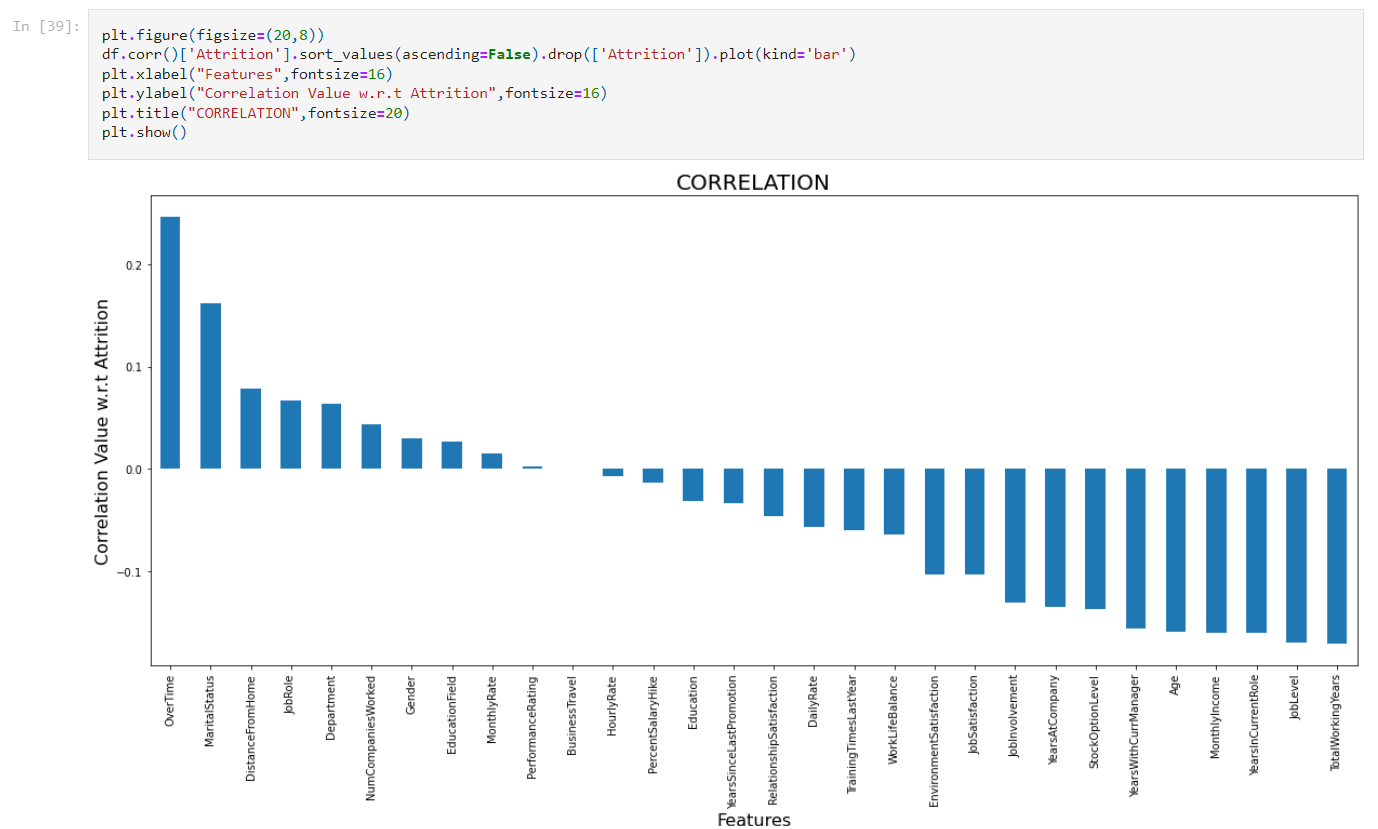 In [39]:
plt.figure(figsize=(20,8))
df.corr()['Attrition'].sort_values(ascending=False).drop(['Attrition']).plot(kind='bar')
plt.xlabel("Features",fontsize=16)
plt.ylabel("Correlation Value w.r.t Attrition",fontsize=16)
plt.title("CORRELATION",fontsize=20)
plt.show()
CORRELATION
Correlation Value w.r.t Attrition
0.2
0.1
0.0
−0.1
OverTime
MaritalStatus
DistanceFromHome
JobRole
Department
NumCompaniesWorked
Gender
EducationField
MonthlyRate
PerformanceRating
BusinessTravel
HourlyRate
PercentSalaryHike
Education
YearsSinceLastPromotion
RelationshipSatisfaction
DailyRate
TrainingTimesLastYear
WorkLifeBalance
EnvironmentSatisfaction
JobSatisfaction
JobInvolvement
YearsAtCompany
StockOptionLevel
YearsWithCurrManager
Age
MonthlyIncome
YearsInCurrentRole
JobLevel
TotalWorkingYears
Features